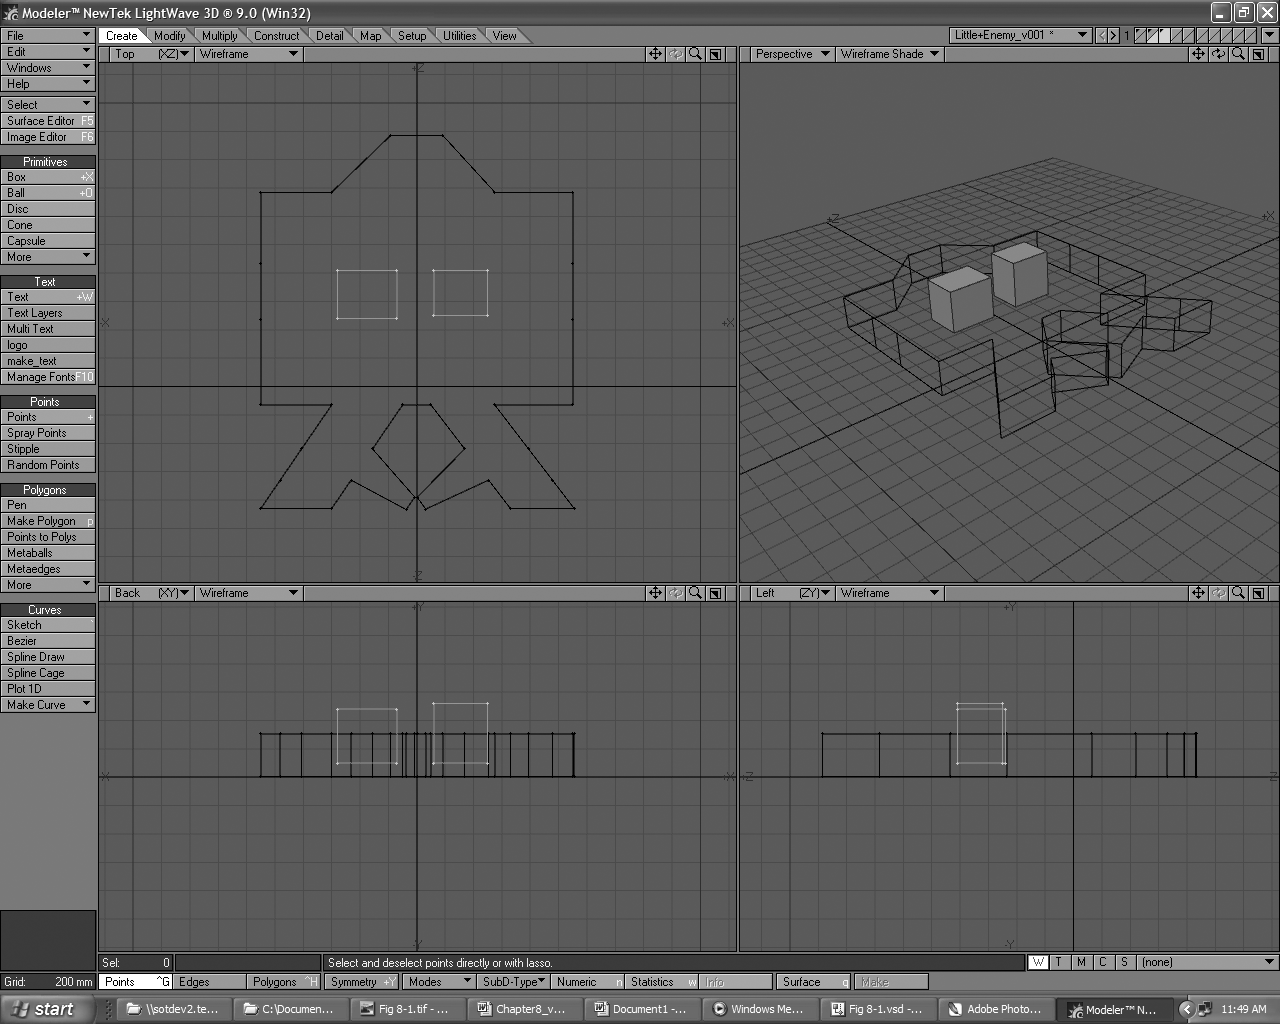 Modeler™ NewTek LightWave 3D ® 9.0 (Win32)
File
Edit
Windows
Help
Select
Surface Editor F5
Image Editor F6
Primitives
Box +X
Ball +O
Disc
Cone
Capsule
More
Text
Text +W
Text Layers
Multi Text
logo
make_text
Manage Fonts F10
Points
Points +
Spray Points
Stipple
Random Points
Polygons
Pen
Make Polygon p
Points to Polys
Metaballs
Metaedges
More
Curves
Sketch `
Bezier
Spline Draw
Spline Cage
Plot 1D
Make Curve
Create Modify Multiply Construct Detail Map Setup Utilities View
Little+Enemy_v001 * 1
Top (XZ) Wireframe
+Z
-X
+X
-Z
Perspective Wireframe Shade
+Z
+X
Back (XY) Wireframe
+Y
-X
+X
-Y
Left (ZY) Wireframe
+Y
+Z
-Z
-Y
Sel: 0
Select and deselect points directly or with lasso.
W T M C S (none)
Grid: 200 mm
Points ^G Edges Polygons ^H Symmetry +Y Modes SubD-Type Numeric n Statistics w Info Surface q Make
start
\\sotdev2.te...
C:\Documen...
Fig 8-1.tif - ...
Chapter8_v...
Document1 -...
Windows Me...
Fig 8-1.vsd -...
Adobe Photo...
Modeler™ N...
11:49 AM